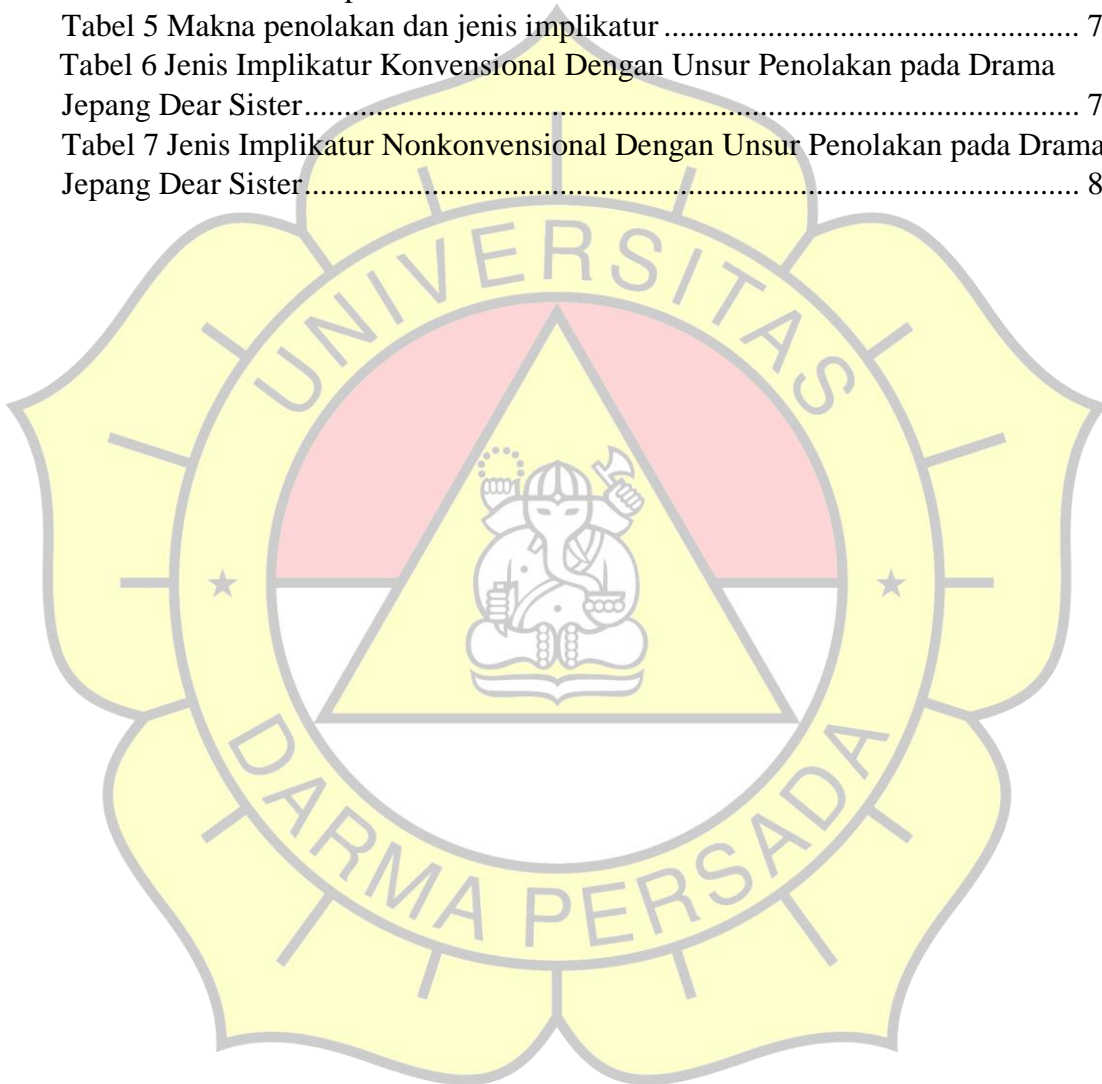 Tabel 5 Makna penolakan dan jenis implikatur .................................................... 7
Tabel 6 Jenis Implikatur Konvensional Dengan Unsur Penolakan pada Drama
Jepang Dear Sister................................................................................................. 7
Tabel 7 Jenis Implikatur Nonkonvensional Dengan Unsur Penolakan pada Drama
Jepang Dear Sister................................................................................................. 8
UNIVERSITAS
DARMA PERSADA